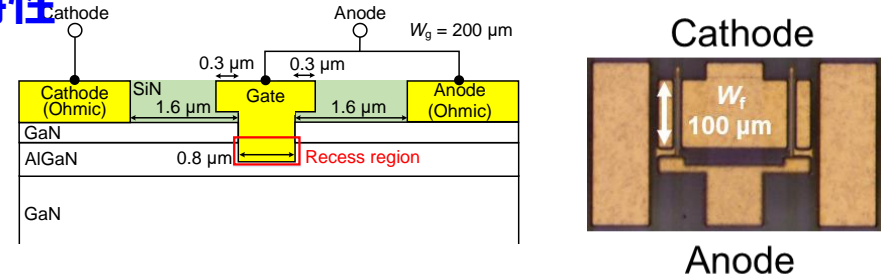 性
Cathode
Anode
Wg = 200 µm
0.3 µm
0.3 µm
Cathode
(Ohmic)
SiN
Gate
Anode
(Ohmic)
1.6 µm
1.6 µm
GaN
AlGaN
0.8 µm
Recess region
GaN
Cathode
Wf
100 µm
Anode